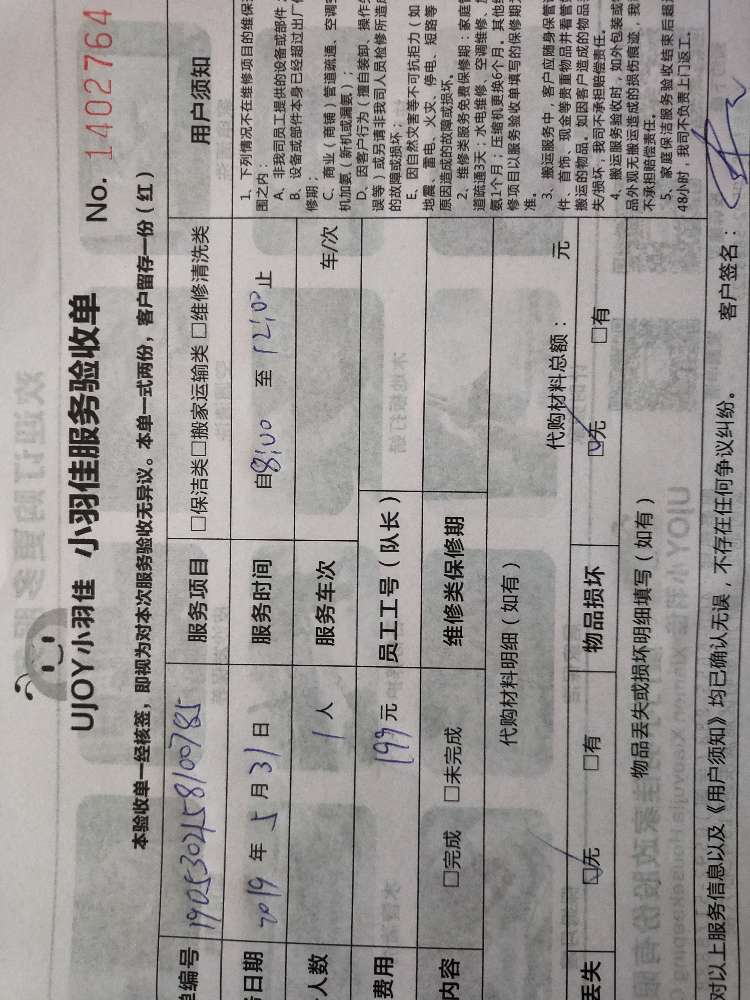 UJOY小羽佳 小羽佳服务验收单 No. 1402764
本验收单一经核签，即视为对本次服务验收无异议。本单一式两份，客户留存一份（红）
单编号 1905302458100785 服务项目 □保洁类□搬家运输类 □维修清洗类 用户须知
日期 2019 年 5 月 31 日 服务时间 自8:00 至 12:00止
人数 1 人 服务车次 车/次
费用 199 元 员工工号（队长）
内容 □完成 □未完成 维修类保修期
代购材料明细（如有） 代购材料总额： 元
丢失 ☑无 □有 物品损坏 ☑无 □有
物品丢失或损坏明细填写（如有）
1、下列情况不在维修项目的维保
围之内：
A、非我司员工提供的设备或部件
B、设备或部件本身已经超过出厂
修期；
C、商业（商铺）管道疏通、空调
机加氨（新机或漏氨）；
D、因客户行为（擅自装卸、操作
误等）或另请非我司人员维修所造成
的故障或损坏；
E、因自然灾害等不可抗拒力（如
地震、雷电、火灾、停电、短路等
原因造成的故障或损坏。
2、维修类服务免费保修期：家庭管
道疏通3天；水电维修、空调维修、
氨1个月；压缩机更换6个月。其他维
修项目以服务验收单填写的保修期为
准。
3、搬运服务中，客户应随身保管
件、首饰、现金等贵重物品并看管
搬运的物品。如因客户造成的物品
失/损坏，我司不承担赔偿责任。
4、搬运服务验收时，如外包装或
品外观无搬运造成的损伤痕迹，我
不承担赔偿责任。
5、家庭保洁服务验收结束后超
48小时，我司不负责上门返工。
对以上服务信息以及《用户须知》均已确认无误，不存在任何争议纠纷。 客户签名：